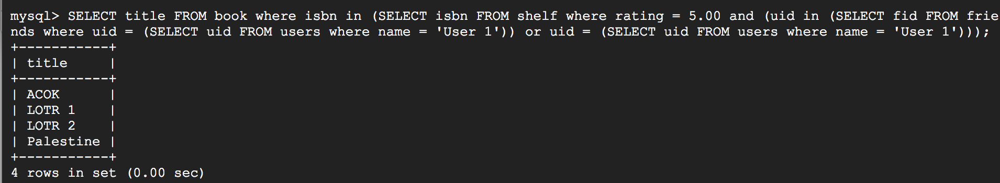 mysql> SELECT title FROM book where isbn in (SELECT isbn FROM shelf where rating = 5.00 and (uid in (SELECT fid FROM frie
nds where uid = (SELECT uid FROM users where name = 'User 1')) or uid = (SELECT uid FROM users where name = 'User 1')));
+-----------+
| title     |
+-----------+
| ACOK      |
| LOTR 1    |
| LOTR 2    |
| Palestine |
+-----------+
4 rows in set (0.00 sec)